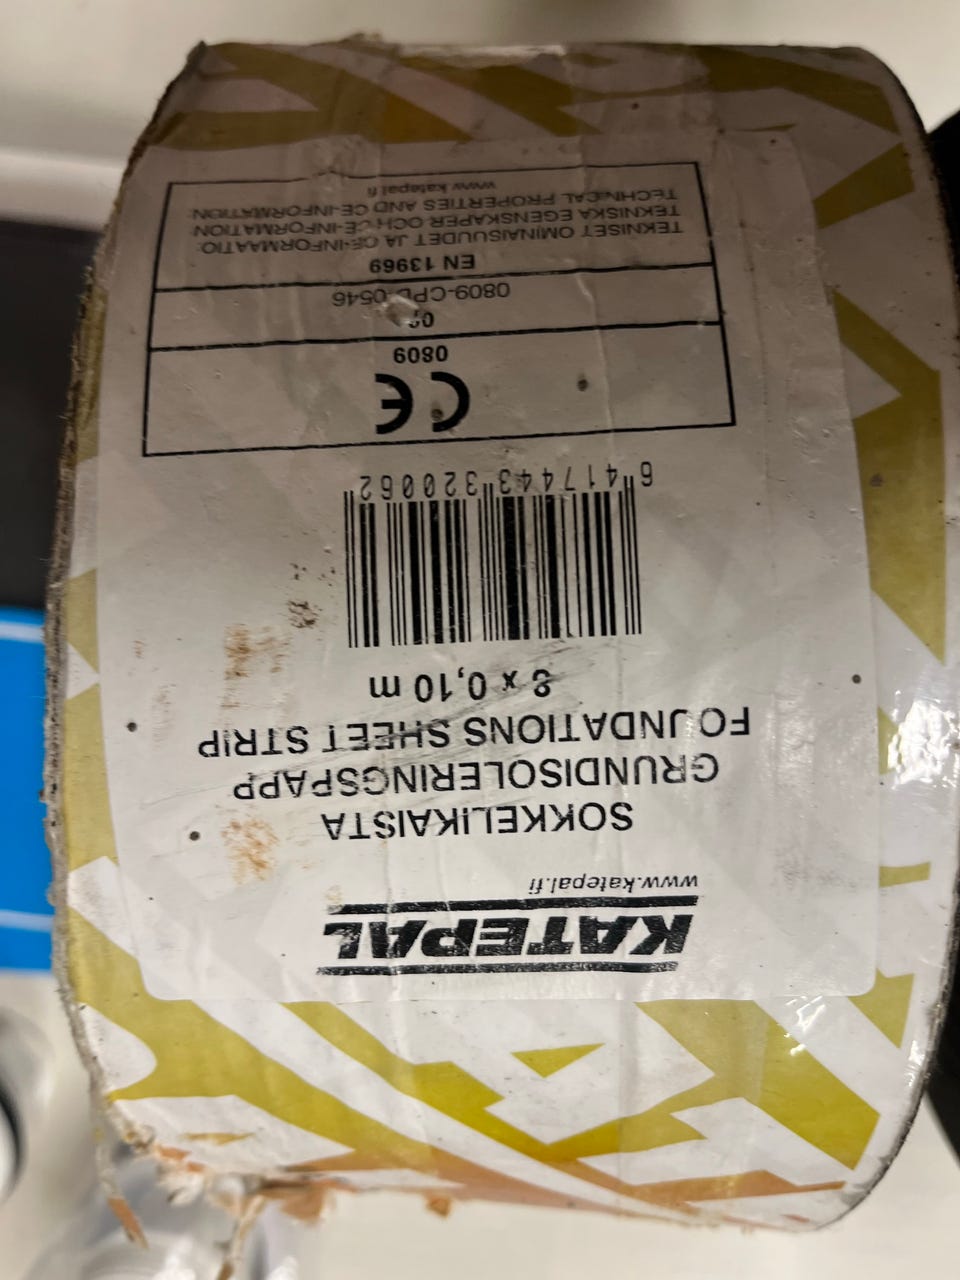 KATEPAL
www.katepal.fi
SOKKELIKAISTA
GRUNDISOLERINGSPAPP
FOUNDATIONS SHEET STRIP
8 x 0,10 m
6 417443 320062
CE
0809
0809-CPD-0546
EN 13969
TEKNISET OMINAISUUDET JA CE-INFORMAATIO:
TEKNISKA EGENSKAPER OCH CE-INFORMATION:
TECHNICAL PROPERTIES AND CE-INFORMATION:
www.katepal.fi